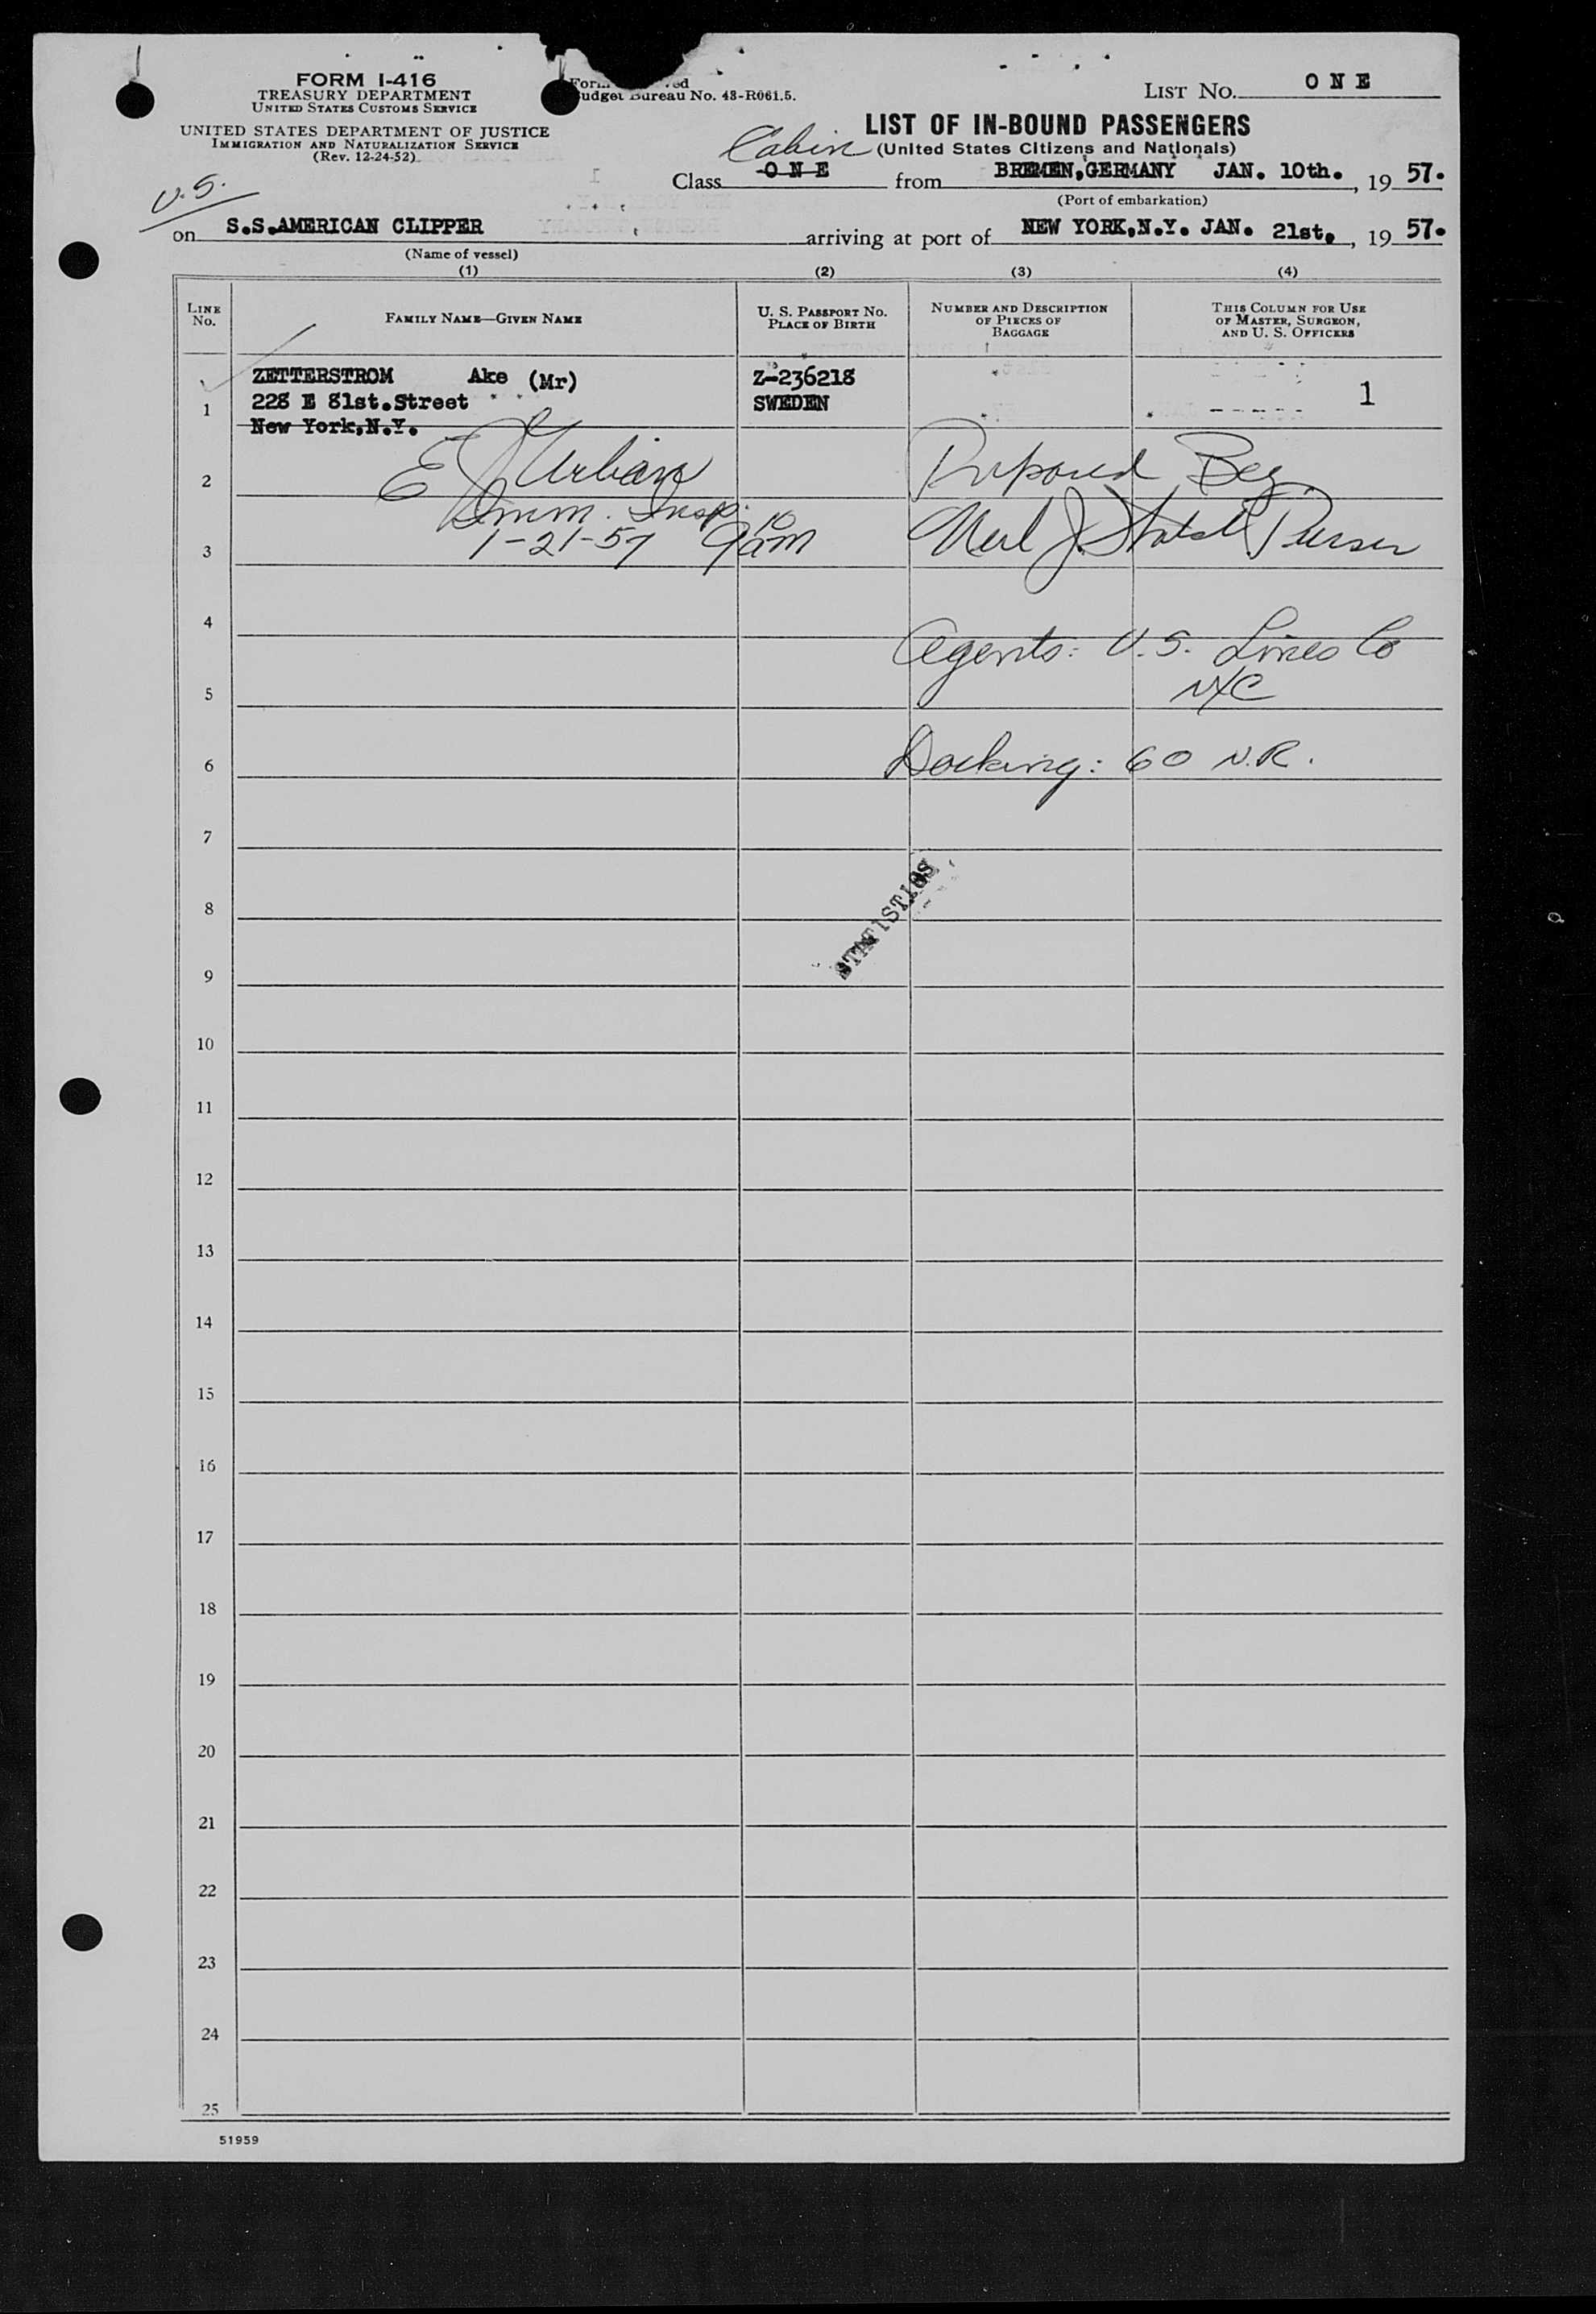 FORM I-416
TREASURY DEPARTMENT
UNITED STATES CUSTOMS SERVICE
UNITED STATES DEPARTMENT OF JUSTICE
IMMIGRATION AND NATURALIZATION SERVICE
(Rev. 12-24-52)
Budget Bureau No. 43-R061.5.
LIST No. ONE
LIST OF IN-BOUND PASSENGERS
(United States Citizens and Nationals)
Cabin
Class ONE from BREMEN,GERMANY JAN. 10th., 1957.
(Port of embarkation)
U.S.
on S.S.AMERICAN CLIPPER arriving at port of NEW YORK,N.Y. JAN. 21st., 1957.
(Name of vessel)
(1) (2) (3) (4)
LINE No. FAMILY NAME—GIVEN NAME U. S. PASSPORT No. PLACE OF BIRTH NUMBER AND DESCRIPTION OF PIECES OF BAGGAGE THIS COLUMN FOR USE OF MASTER, SURGEON, AND U. S. OFFICERS
ZETTERSTROM Ake (Mr) Z-236218
1 228 E 81st.Street SWEDEN 1
New York,N.Y.
2 E Urban
Imm. Insp.
3 1-21-57 9 10 am Purser
4
Agents: U.S. Lines Co
5 NYC
6 Docking: 60 N.R.
7
8
STATISTICS
9
10
11
12
13
14
15
16
17
18
19
20
21
22
23
24
25
51959